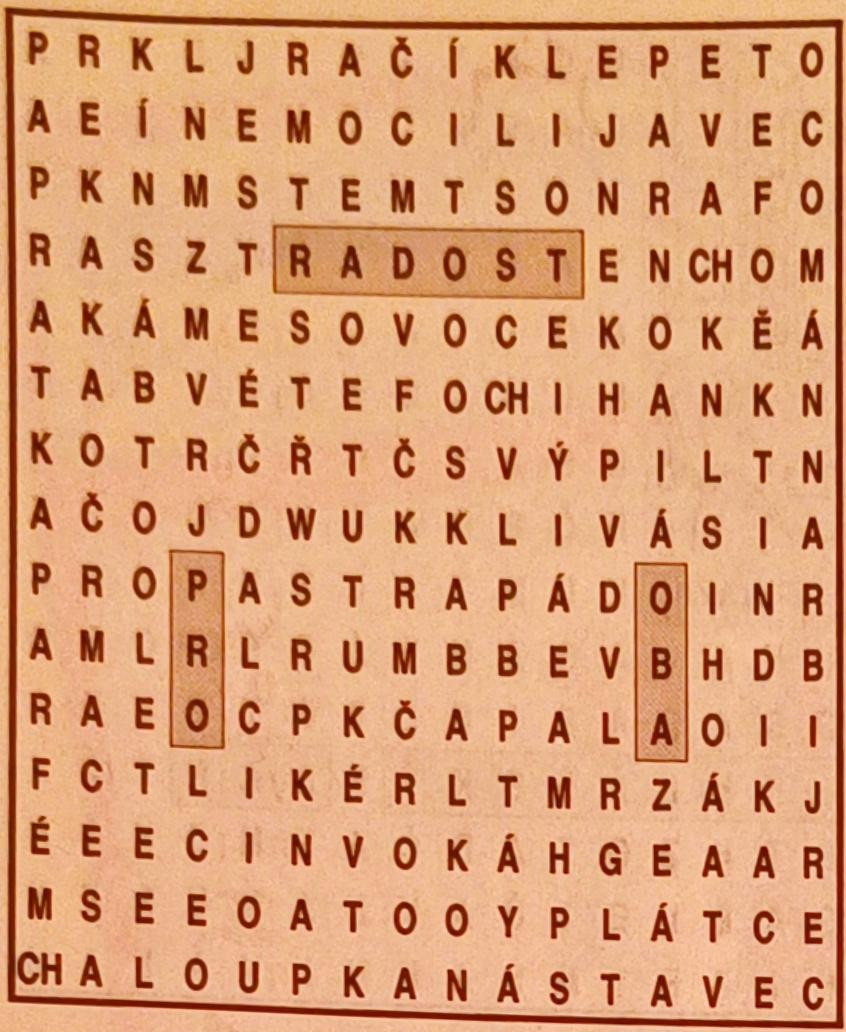 P R K L J R A Č Í K L E P E T O
A E Í N E M O C I L I J A V E C
P K N M S T E M T S O N R A F O
R A S Z T R A D O S T E N CH O M
A K Á M E S O V O C E K O K Ě Á
T A B V É T E F O CH I H A N K N
K O T R Č Ř T Č S V Ý P I L T N
A Č O J D W U K K L I V Á S I A
P R O P A S T R A P Á D O I N R
A M L R L R U M B B E V B H D B
R A E O C P K Č A P A L A O I I
F C T L I K É R L T M R Z Á K J
É E E C I N V O K Á H G E A A R
M S E E O A T O O Y P L Á T C E
CH A L O U P K A N Á S T A V E C